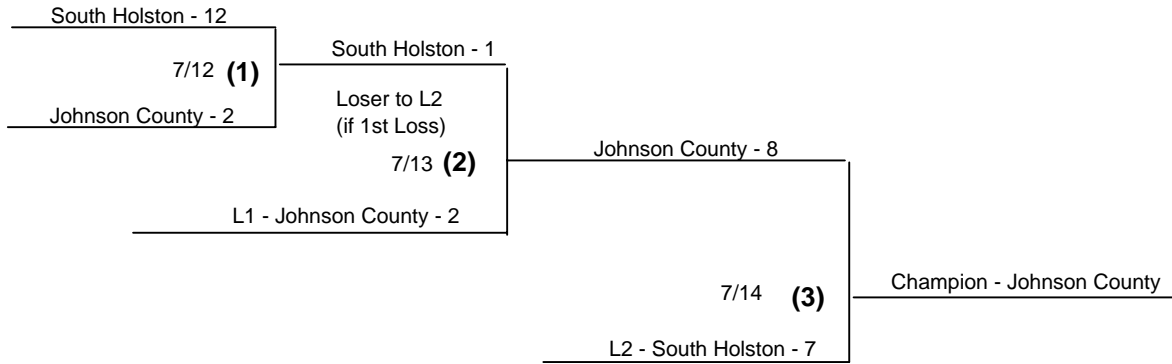 South Holston - 12
7/12 (1)
Johnson County - 2
South Holston - 1
Loser to L2
(if 1st Loss)
7/13 (2)
L1 - Johnson County - 2
Johnson County - 8
7/14 (3)
L2 - South Holston - 7
Champion - Johnson County